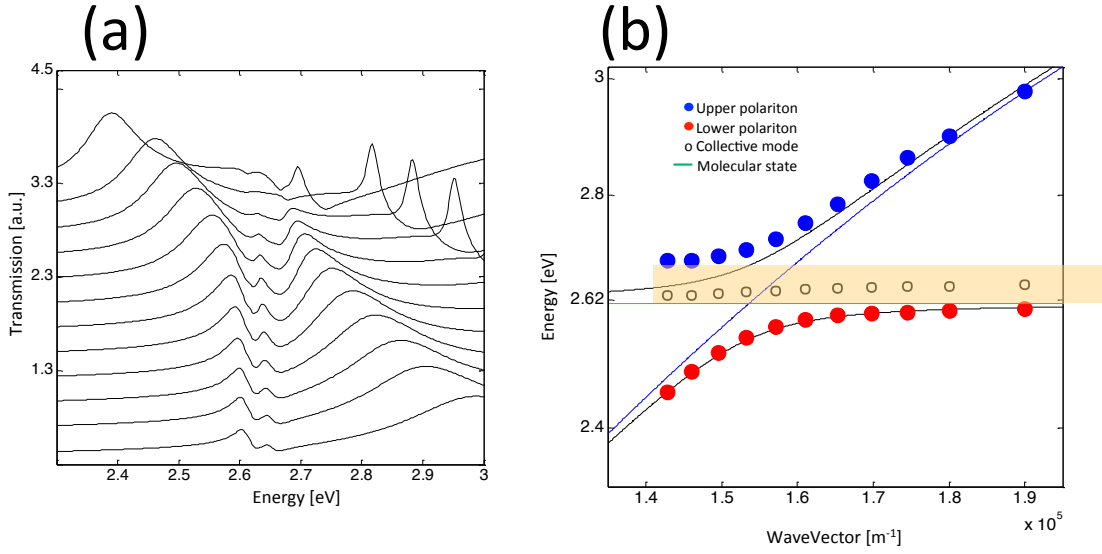 (a)
4.5
3.3
2.3
1.3
Transmission [a.u.]
2.4 2.5 2.6 2.7 2.8 2.9 3
Energy [eV]
(b)
3
2.8
2.62
2.4
Energy [eV]
Upper polariton
Lower polariton
Collective mode
Molecular state
1.4 1.5 1.6 1.7 1.8 1.9
x 10⁵
WaveVector [m⁻¹]